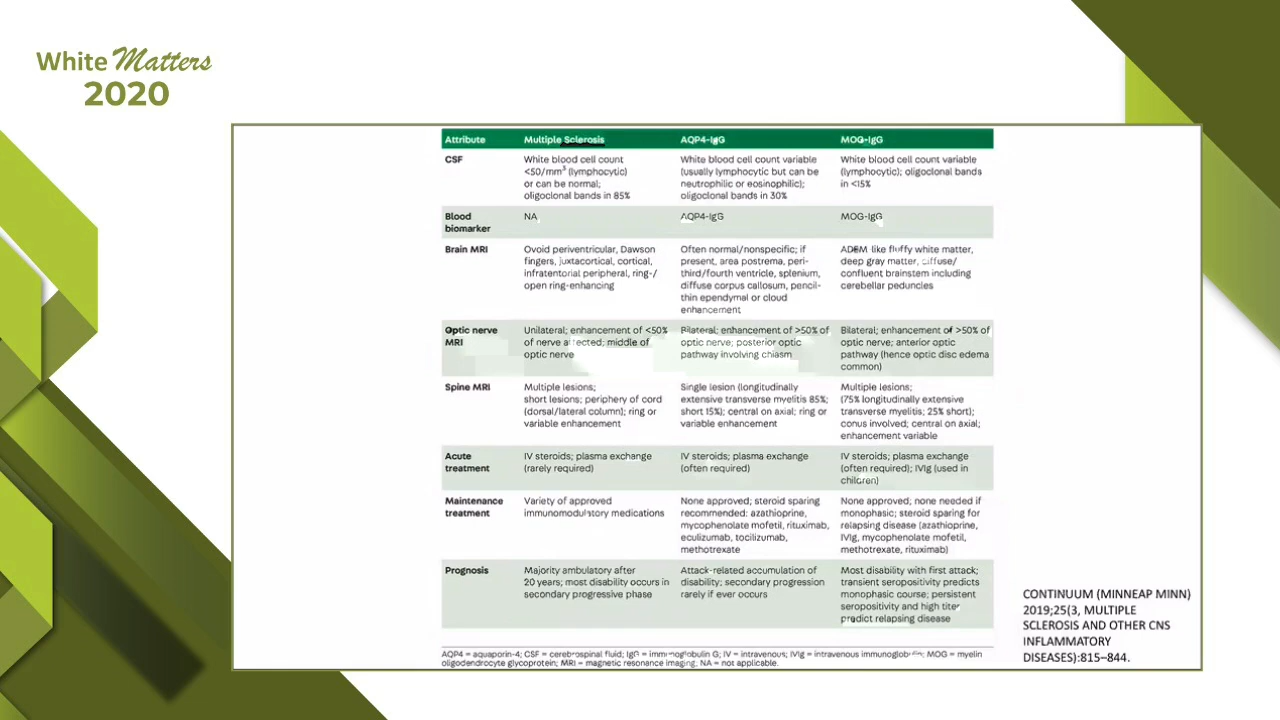 White Matters
2020
Attribute Multiple Sclerosis AQP4-IgG MOG-IgG
CSF White blood cell count White blood cell count variable White blood cell count variable
<50/mm³ (lymphocytic) (usually lymphocytic but can be (lymphocytic); oligoclonal bands
or can be normal; neutrophilic or eosinophilic); in <15%
oligoclonal bands in 85% oligoclonal bands in 30%
Blood NA AQP4-IgG MOG-IgG
biomarker
Brain MRI Ovoid periventricular, Dawson Often normal/nonspecific; if ADEM-like fluffy white matter,
fingers, juxtacortical, cortical, present, area postrema, peri- deep gray matter, diffuse/
infratentorial peripheral, ring-/ third/fourth ventricle, splenium, confluent brainstem including
open ring-enhancing diffuse corpus callosum, pencil- cerebellar peduncles
thin ependymal or cloud
enhancement
Optic nerve Unilateral; enhancement of <50% Bilateral; enhancement of >50% of Bilateral; enhancement of >50% of
MRI of nerve affected; middle of optic nerve; posterior optic optic nerve; anterior optic
optic nerve pathway involving chiasm pathway (hence optic disc edema
common)
Spine MRI Multiple lesions; Single lesion (longitudinally Multiple lesions;
short lesions; periphery of cord extensive transverse myelitis 85%; (75% longitudinally extensive
(dorsal/lateral column); ring or short 15%); central on axial; ring or transverse myelitis; 25% short);
variable enhancement variable enhancement conus involved; central on axial;
enhancement variable
Acute IV steroids; plasma exchange IV steroids; plasma exchange IV steroids; plasma exchange
treatment (rarely required) (often required) (often required); IVIg (used in
children)
Maintenance Variety of approved None approved; steroid sparing None approved; none needed if
treatment immunomodulatory medications recommended: azathioprine, monophasic; steroid sparing for
mycophenolate mofetil, rituximab, relapsing disease (azathioprine,
eculizumab, tocilizumab, IVIg, mycophenolate mofetil,
methotrexate methotrexate, rituximab)
Prognosis Majority ambulatory after Attack-related accumulation of Most disability with first attack;
20 years; most disability occurs in disability; secondary progression transient seropositivity predicts
secondary progressive phase rarely if ever occurs monophasic course; persistent
seropositivity and high titer
predict relapsing disease
AQP4 = aquaporin-4; CSF = cerebrospinal fluid; IgG = immunoglobulin G; IV = intravenous; IVIg = intravenous immunoglobulin; MOG = myelin
oligodendrocyte glycoprotein; MRI = magnetic resonance imaging; NA = not applicable.
CONTINUUM (MINNEAP MINN)
2019;25(3, MULTIPLE
SCLEROSIS AND OTHER CNS
INFLAMMATORY
DISEASES):815–844.